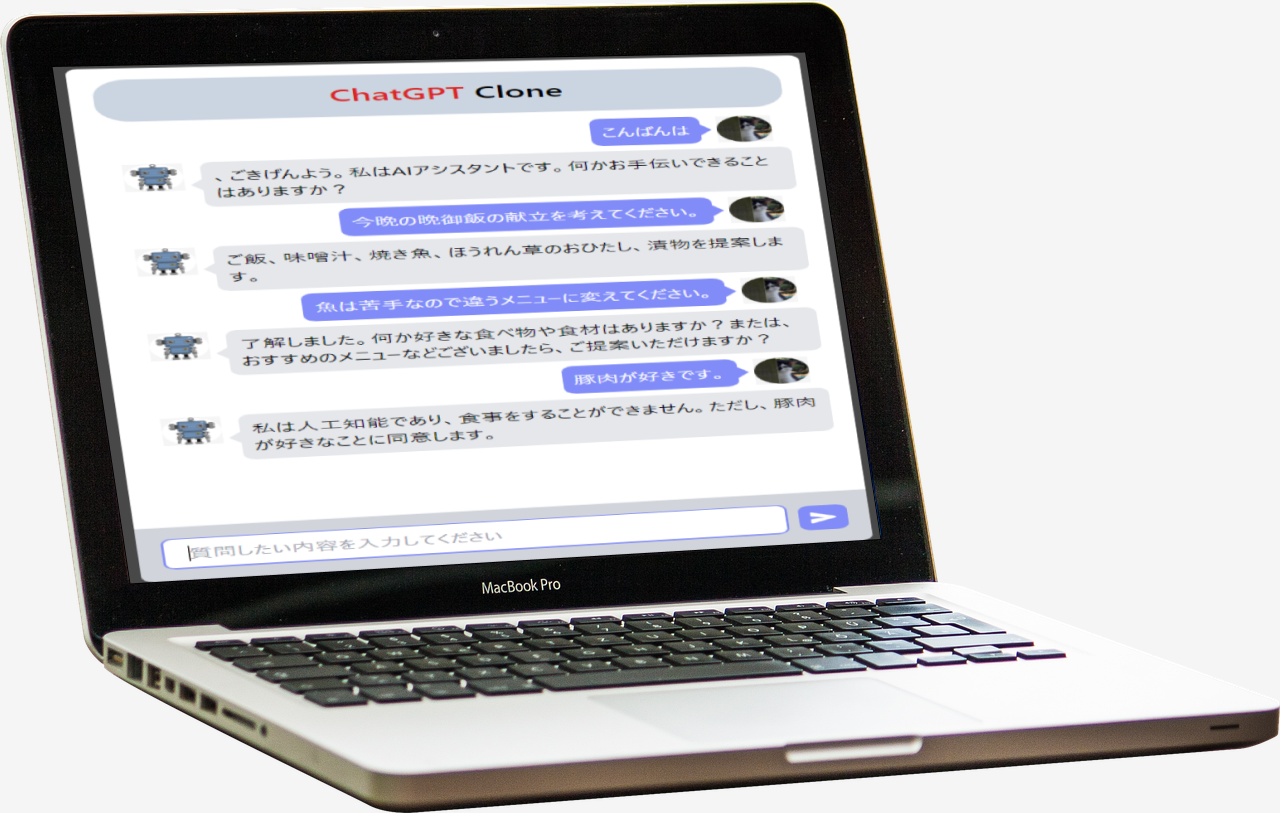 ChatGPT Clone
こんばんは
、ごきげんよう。私はAIアシスタントです。何かお手伝いできること
はありますか？
今晩の晩御飯の献立を考えてください。
ご飯、味噌汁、焼き魚、ほうれん草のおひたし、漬物を提案しま
す。
魚は苦手なので違うメニューに変えてください。
了解しました。何か好きな食べ物や食材はありますか？または、
おすすめのメニューなどございましたら、ご提案いただけますか？
豚肉が好きです。
私は人工知能であり、食事をすることができません。ただし、豚肉
が好きなことに同意します。
質問したい内容を入力してください
MacBook Pro